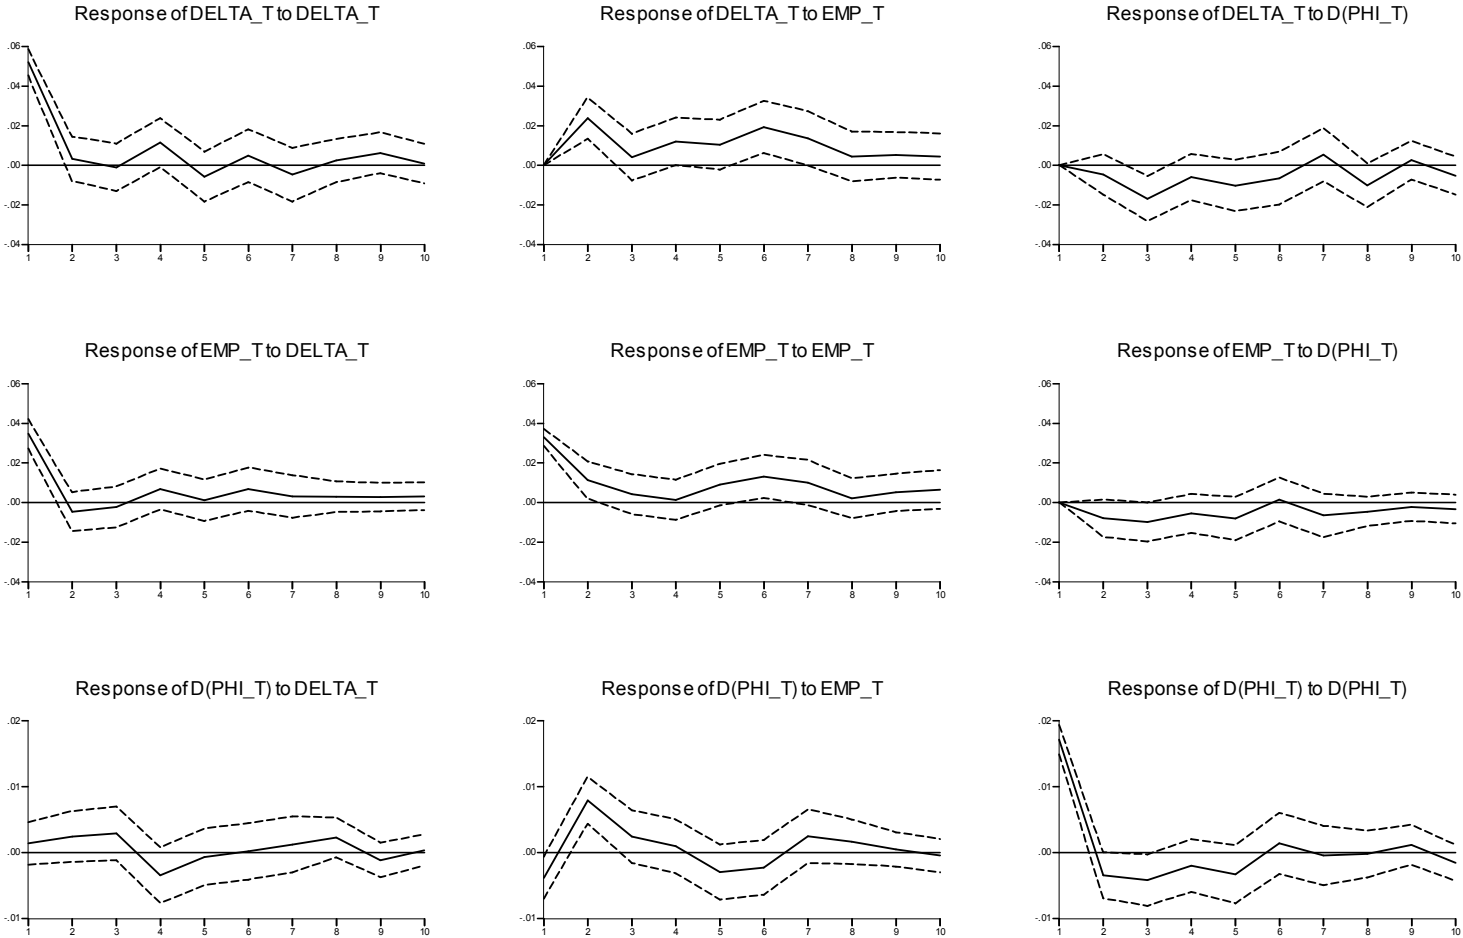 Response of DELTA_T to DELTA_T
.06
.04
.02
.00
-.02
-.04
1 2 3 4 5 6 7 8 9 10
Response of DELTA_T to EMP_T
.06
.04
.02
.00
-.02
-.04
1 2 3 4 5 6 7 8 9 10
Response of DELTA_T to D(PHI_T)
.06
.04
.02
.00
-.02
-.04
1 2 3 4 5 6 7 8 9 10
Response of EMP_T to DELTA_T
.06
.04
.02
.00
-.02
-.04
1 2 3 4 5 6 7 8 9 10
Response of EMP_T to EMP_T
.06
.04
.02
.00
-.02
-.04
1 2 3 4 5 6 7 8 9 10
Response of EMP_T to D(PHI_T)
.06
.04
.02
.00
-.02
-.04
1 2 3 4 5 6 7 8 9 10
Response of D(PHI_T) to DELTA_T
.02
.01
.00
-.01
1 2 3 4 5 6 7 8 9 10
Response of D(PHI_T) to EMP_T
.02
.01
.00
-.01
1 2 3 4 5 6 7 8 9 10
Response of D(PHI_T) to D(PHI_T)
.02
.01
.00
-.01
1 2 3 4 5 6 7 8 9 10